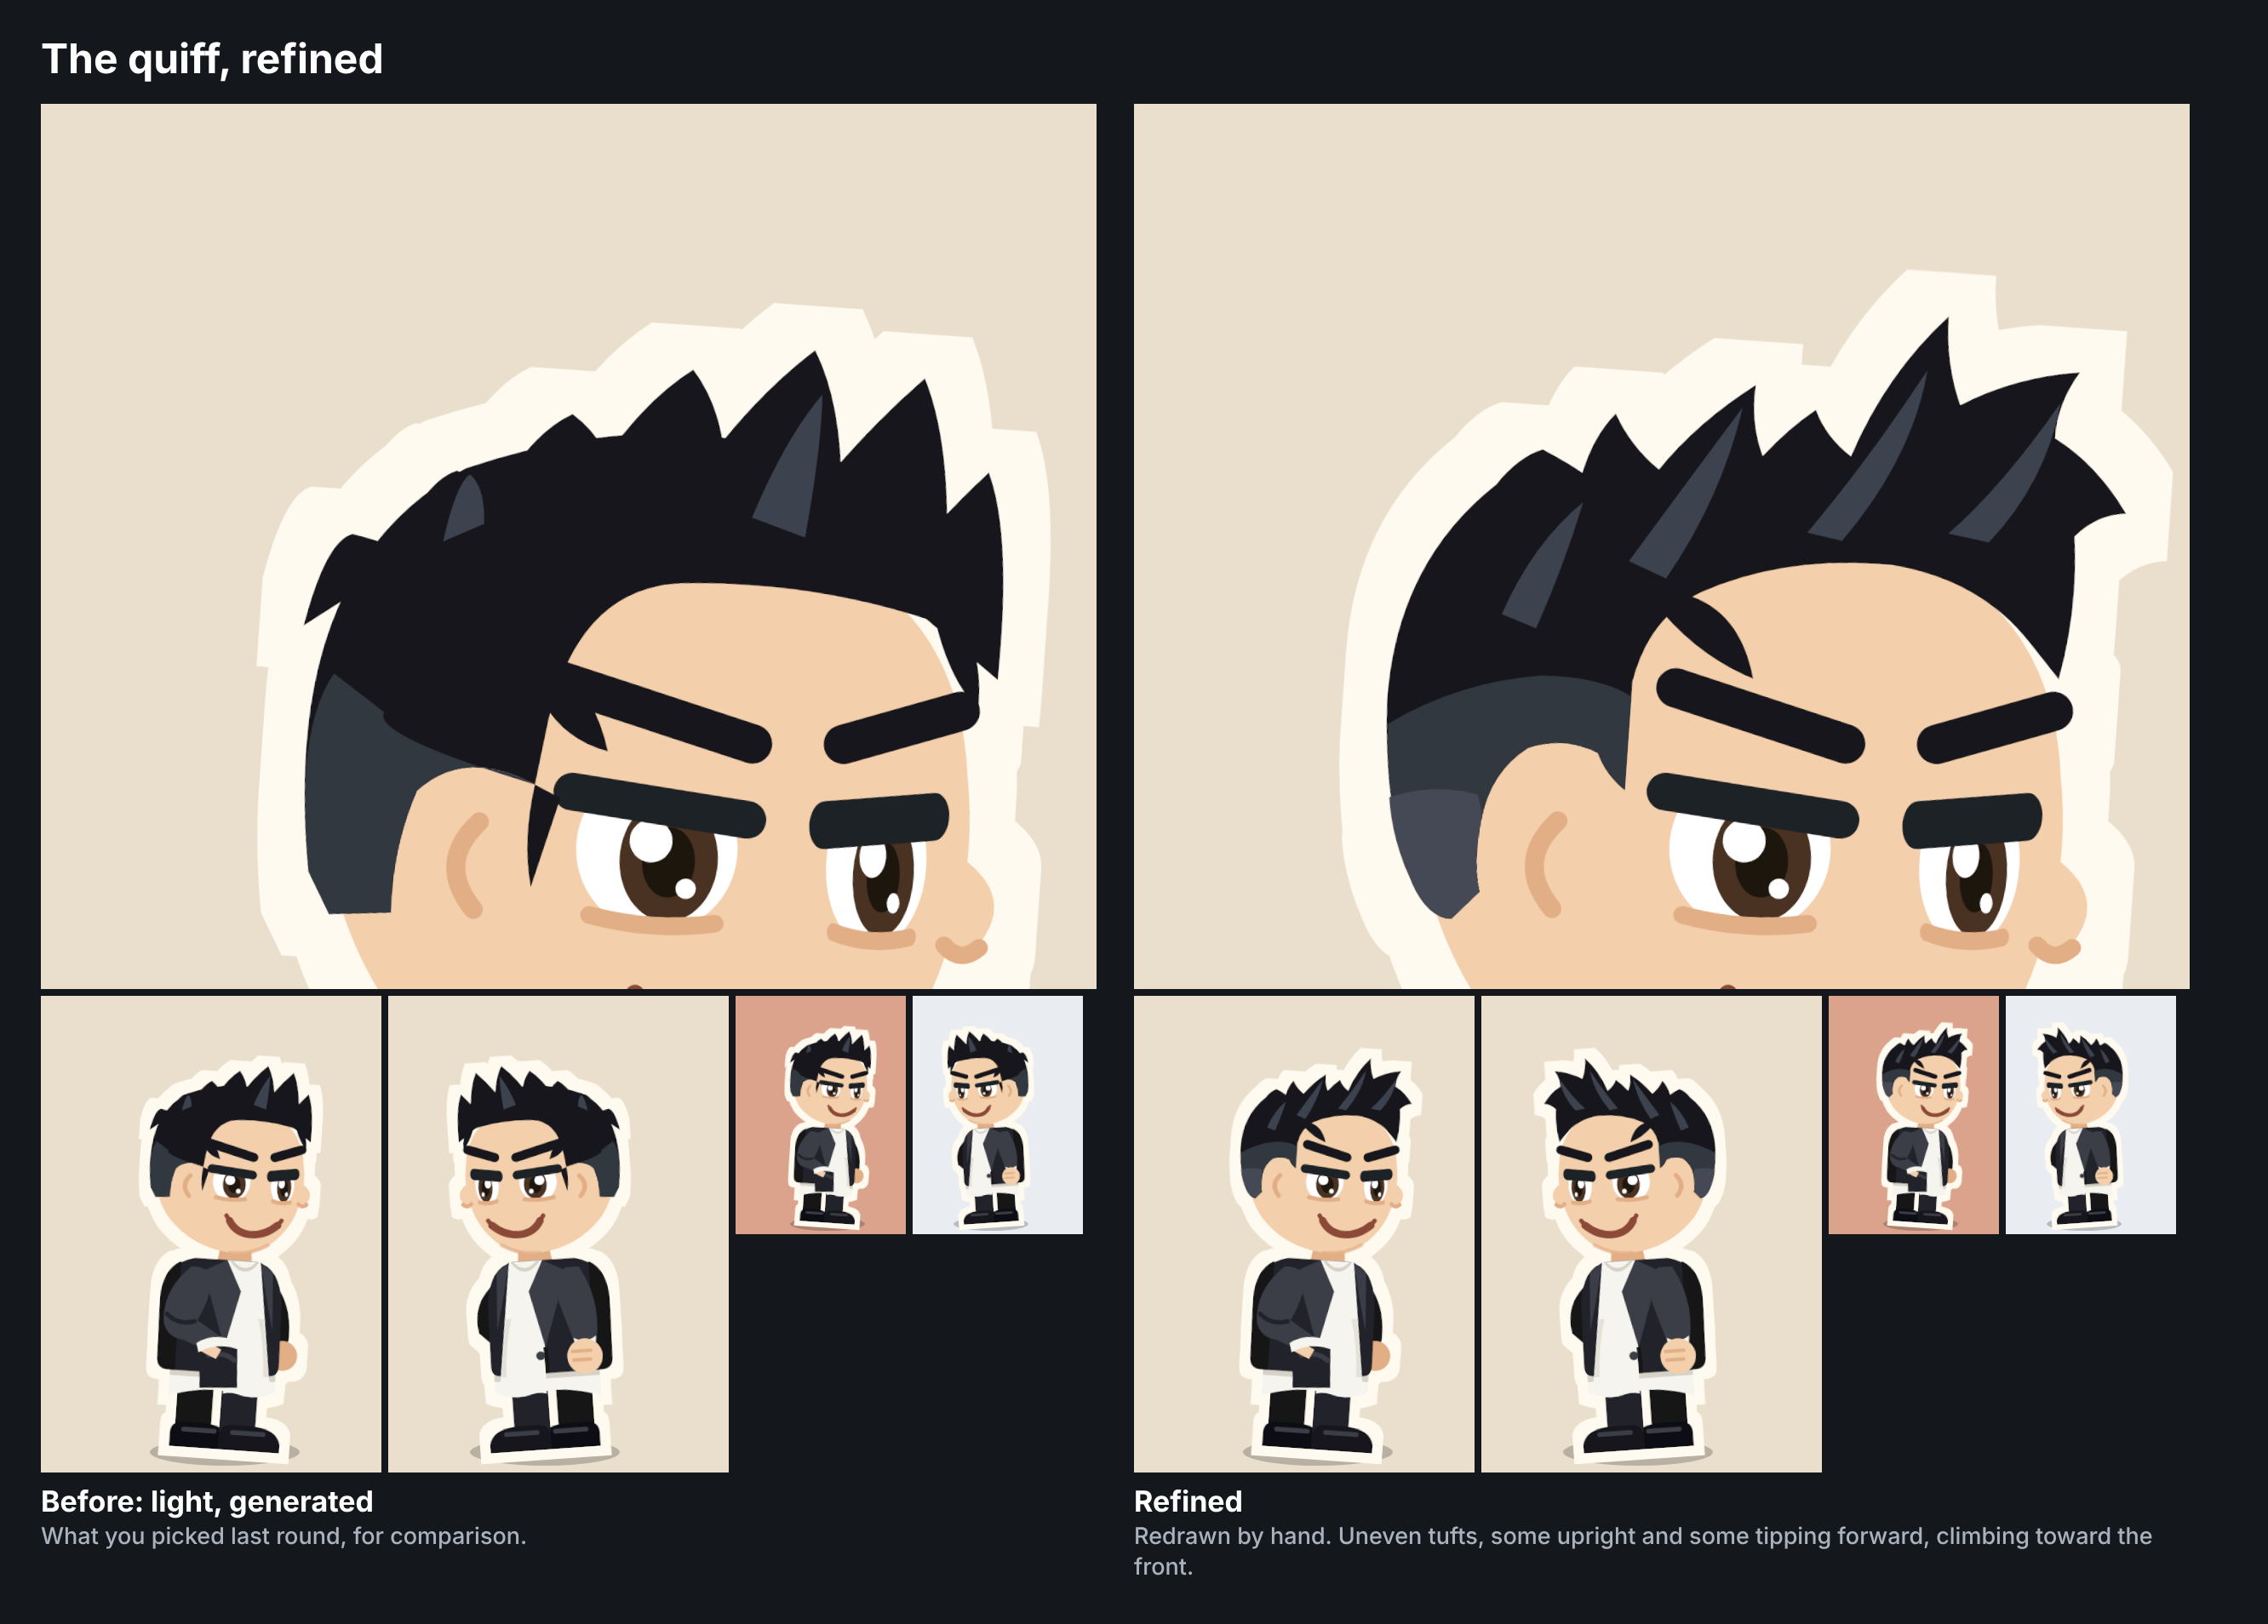 The quiff, refined
Before: light, generated
What you picked last round, for comparison.
Refined
Redrawn by hand. Uneven tufts, some upright and some tipping forward, climbing toward the
front.